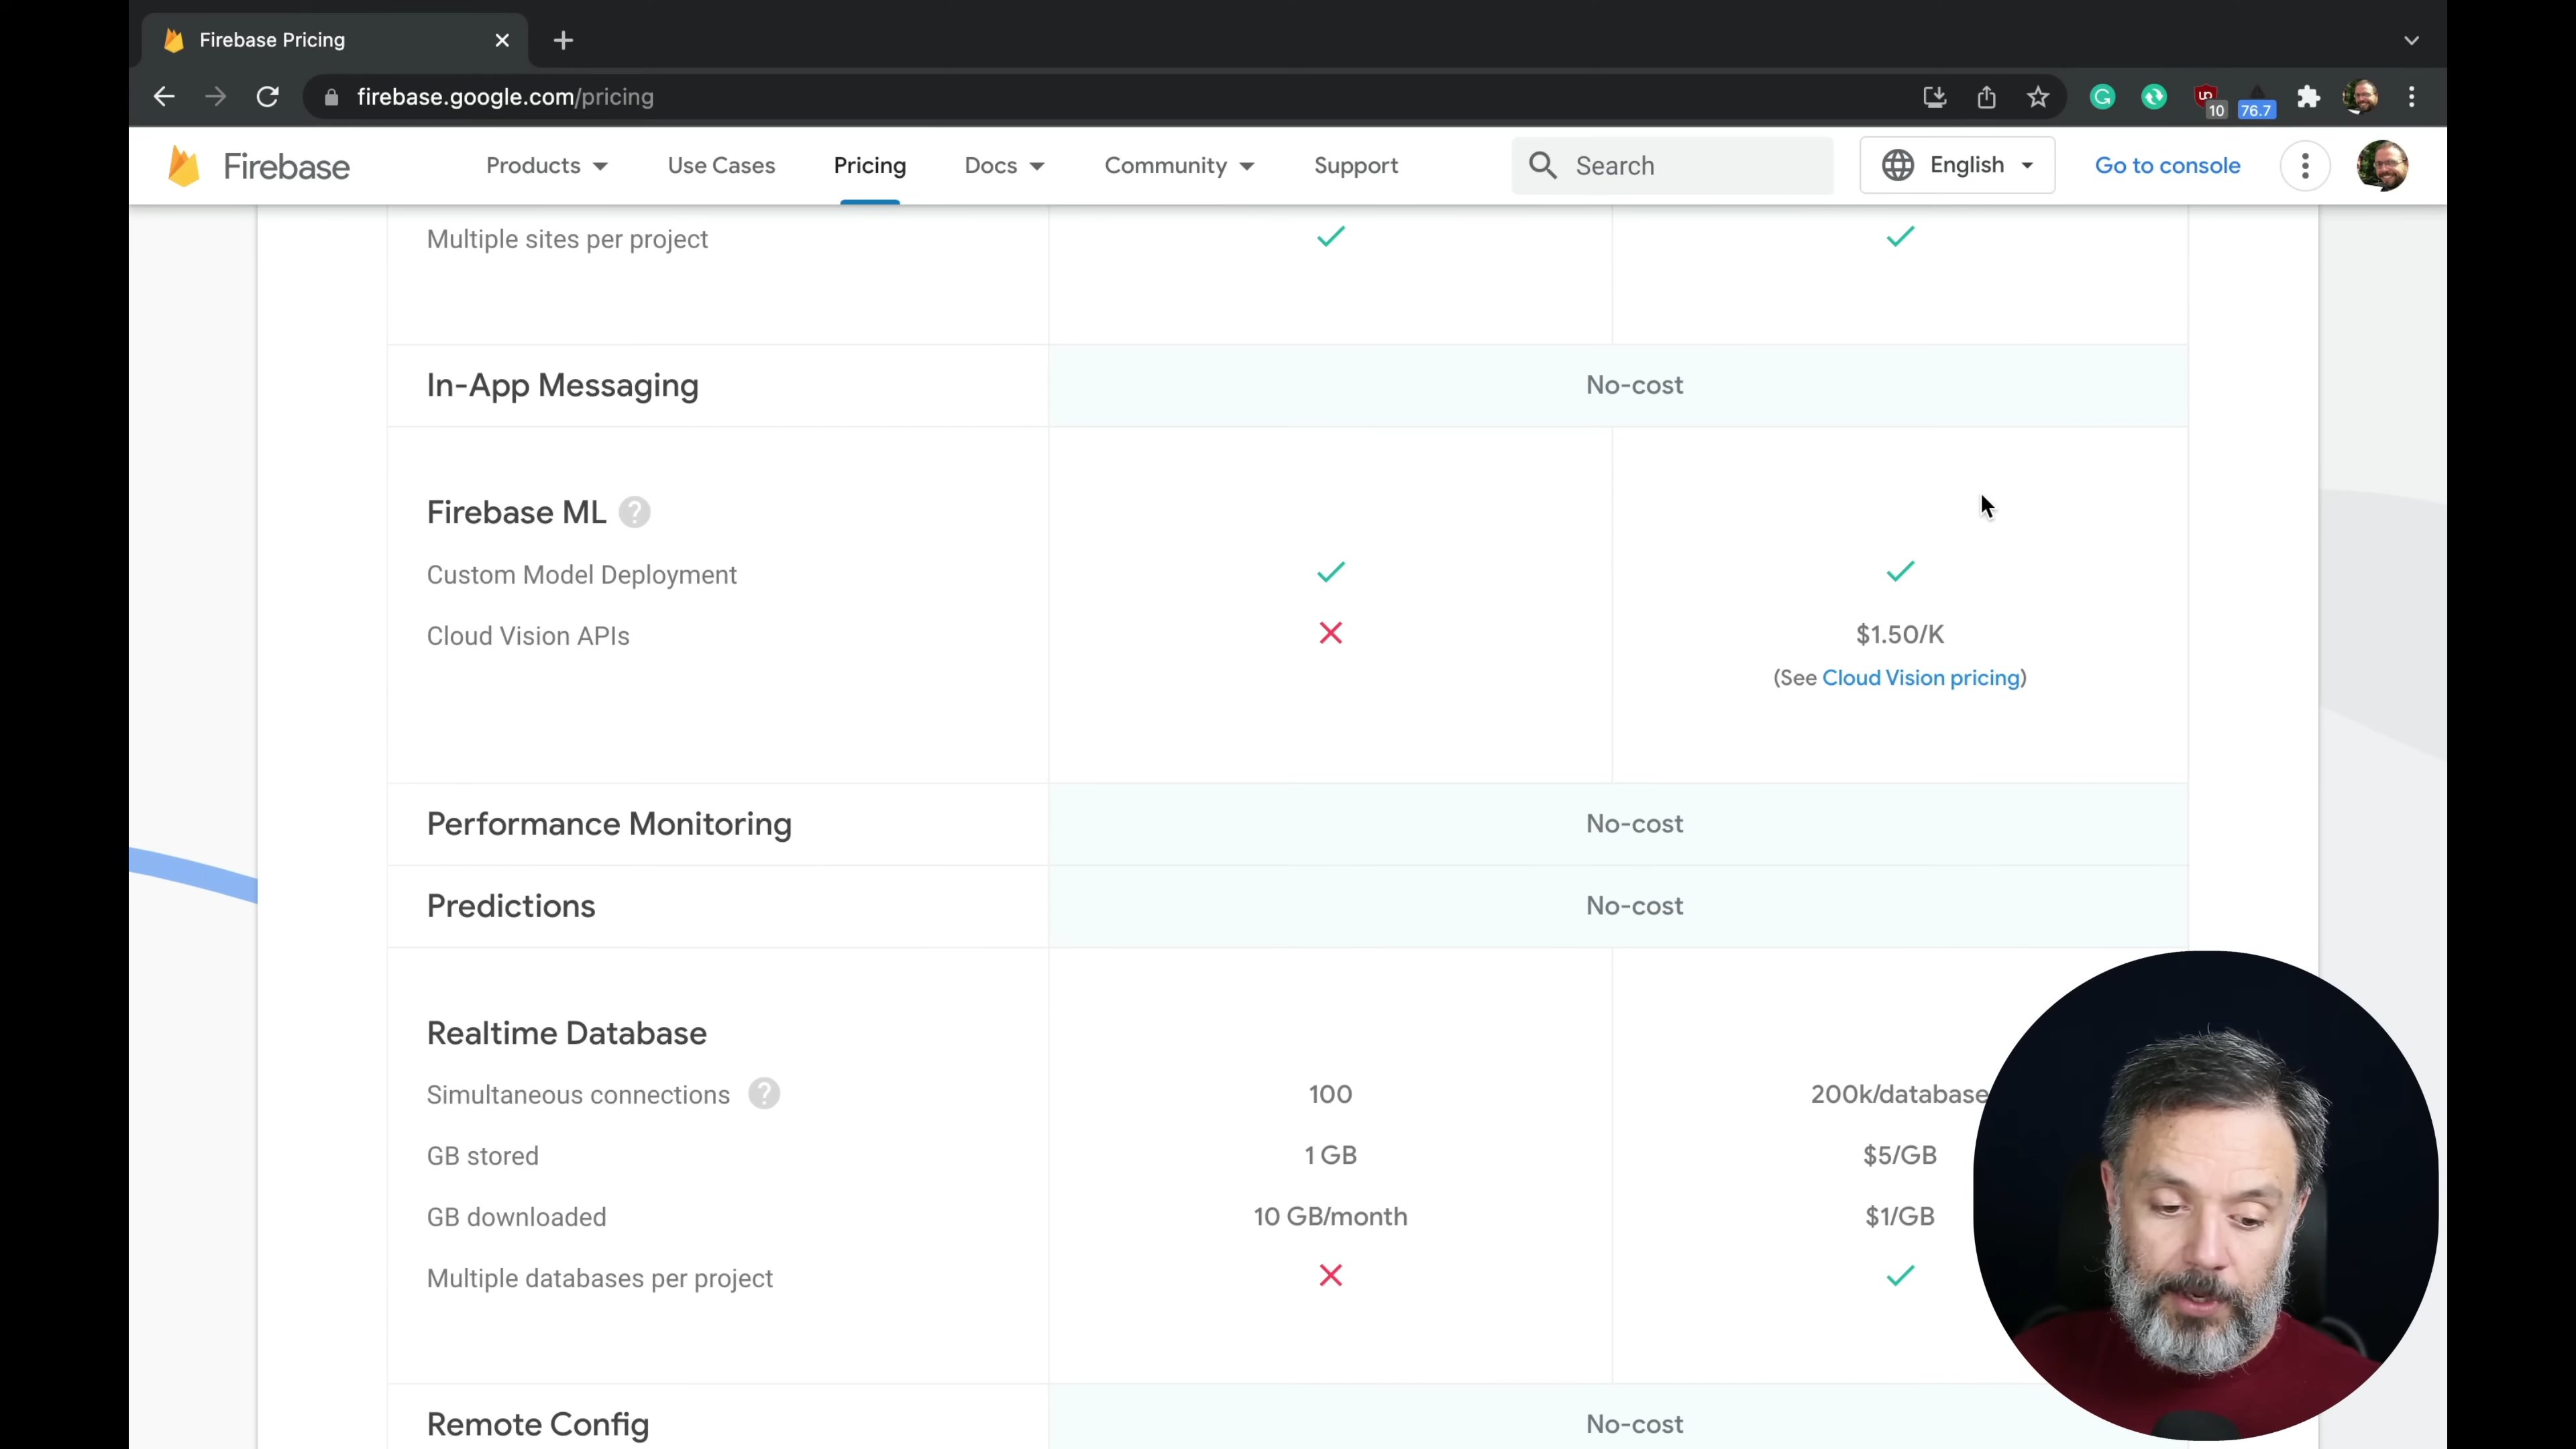 Firebase Pricing
firebase.google.com/pricing
10
76.7
Firebase
Products
Use Cases
Pricing
Docs
Community
Support
Search
English
Go to console
Multiple sites per project
In-App Messaging
No-cost
Firebase ML ?
Custom Model Deployment
Cloud Vision APIs
$1.50/K
(See Cloud Vision pricing)
Performance Monitoring
No-cost
Predictions
No-cost
Realtime Database
Simultaneous connections ?
100
200k/database
GB stored
1 GB
$5/GB
GB downloaded
10 GB/month
$1/GB
Multiple databases per project
Remote Config
No-cost